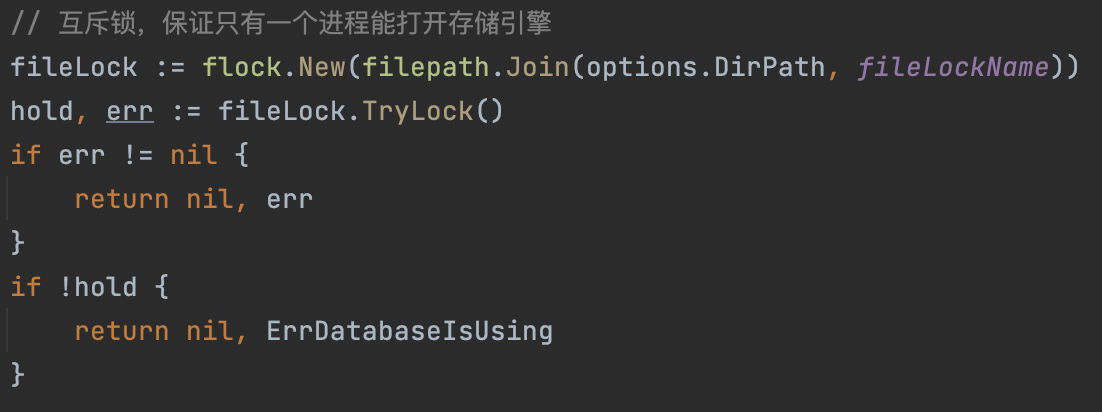 // 互斥锁，保证只有一个进程能打开存储引擎
fileLock := flock.New(filepath.Join(options.DirPath, fileLockName))
hold, err := fileLock.TryLock()
if err != nil {
    return nil, err
}
if !hold {
    return nil, ErrDatabaseIsUsing
}